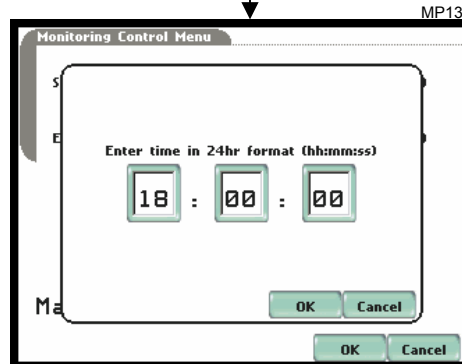 MP13
Monitoring Control Menu
S
E
Enter time in 24hr format (hh:mm:ss)
18 : 00 : 00
Ma
OK Cancel
OK Cancel